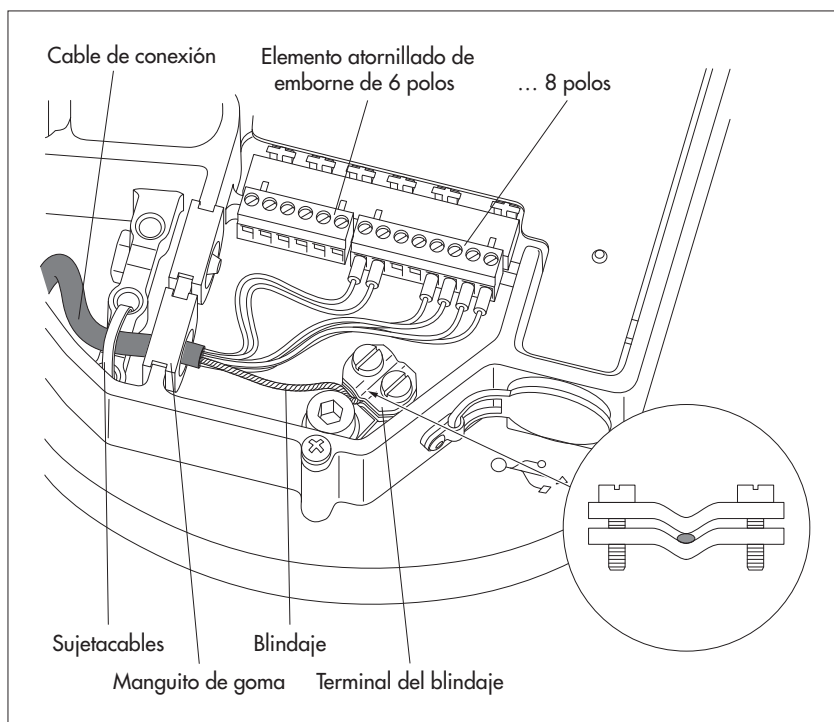 Cable de conexión
Elemento atornillado de
emborne de 6 polos
… 8 polos
Sujetacables
Blindaje
Manguito de goma
Terminal del blindaje